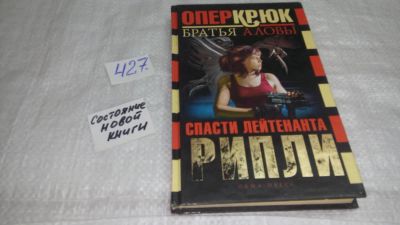 427
Состояние
новой
книги
ОПЕРКРЮК
БРАТЬЯ АЛОВЫ
СПАСТИ ЛЕЙТЕНАНТА
РИПЛИ